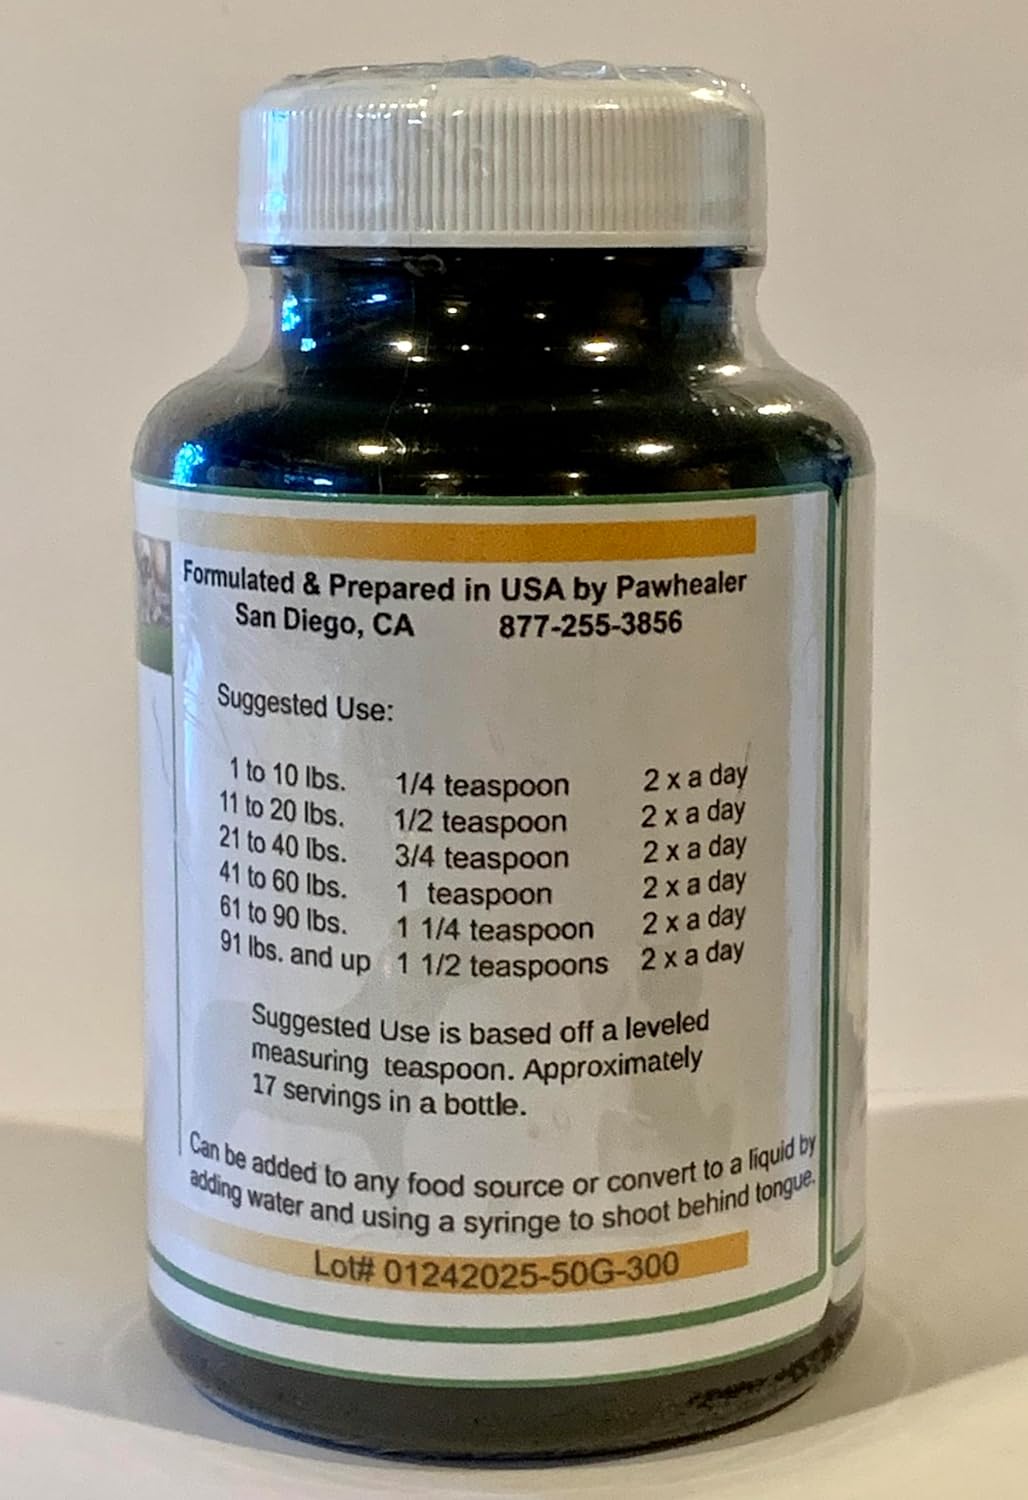 Formulated & Prepared in USA by Pawhealer
San Diego, CA 877-255-3856
Suggested Use:
1 to 10 lbs. 1/4 teaspoon 2 x a day
11 to 20 lbs. 1/2 teaspoon 2 x a day
21 to 40 lbs. 3/4 teaspoon 2 x a day
41 to 60 lbs. 1 teaspoon 2 x a day
61 to 90 lbs. 1 1/4 teaspoon 2 x a day
91 lbs. and up 1 1/2 teaspoons 2 x a day
Suggested Use is based off a leveled
measuring teaspoon. Approximately
17 servings in a bottle.
Can be added to any food source or convert to a liquid by
adding water and using a syringe to shoot behind tongue.
Lot# 01242025-50G-300